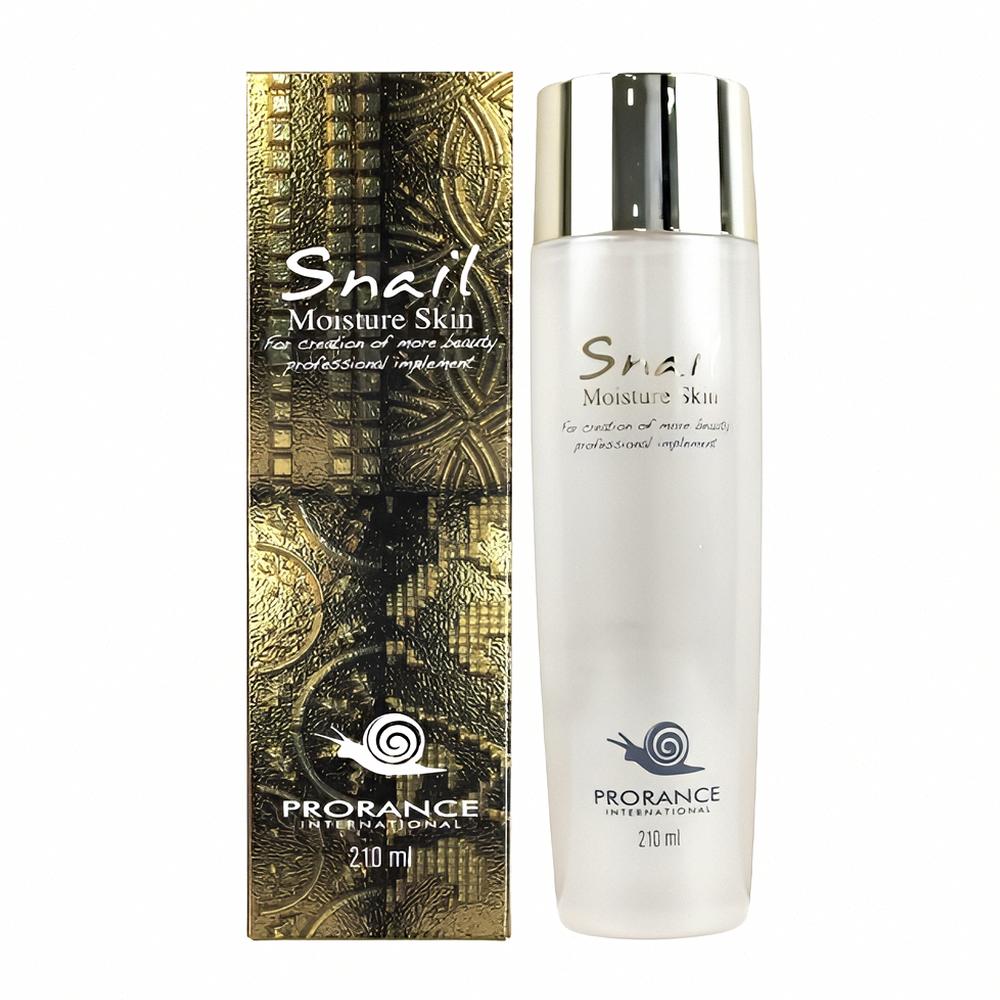 Snail
Moisture Skin
For creation of more beauty
professional implement
PRORANCE
INTERNATIONAL
210 ml
Snail
Moisture Skin
For creation of more beauty
professional implement
PRORANCE
INTERNATIONAL
210 ml